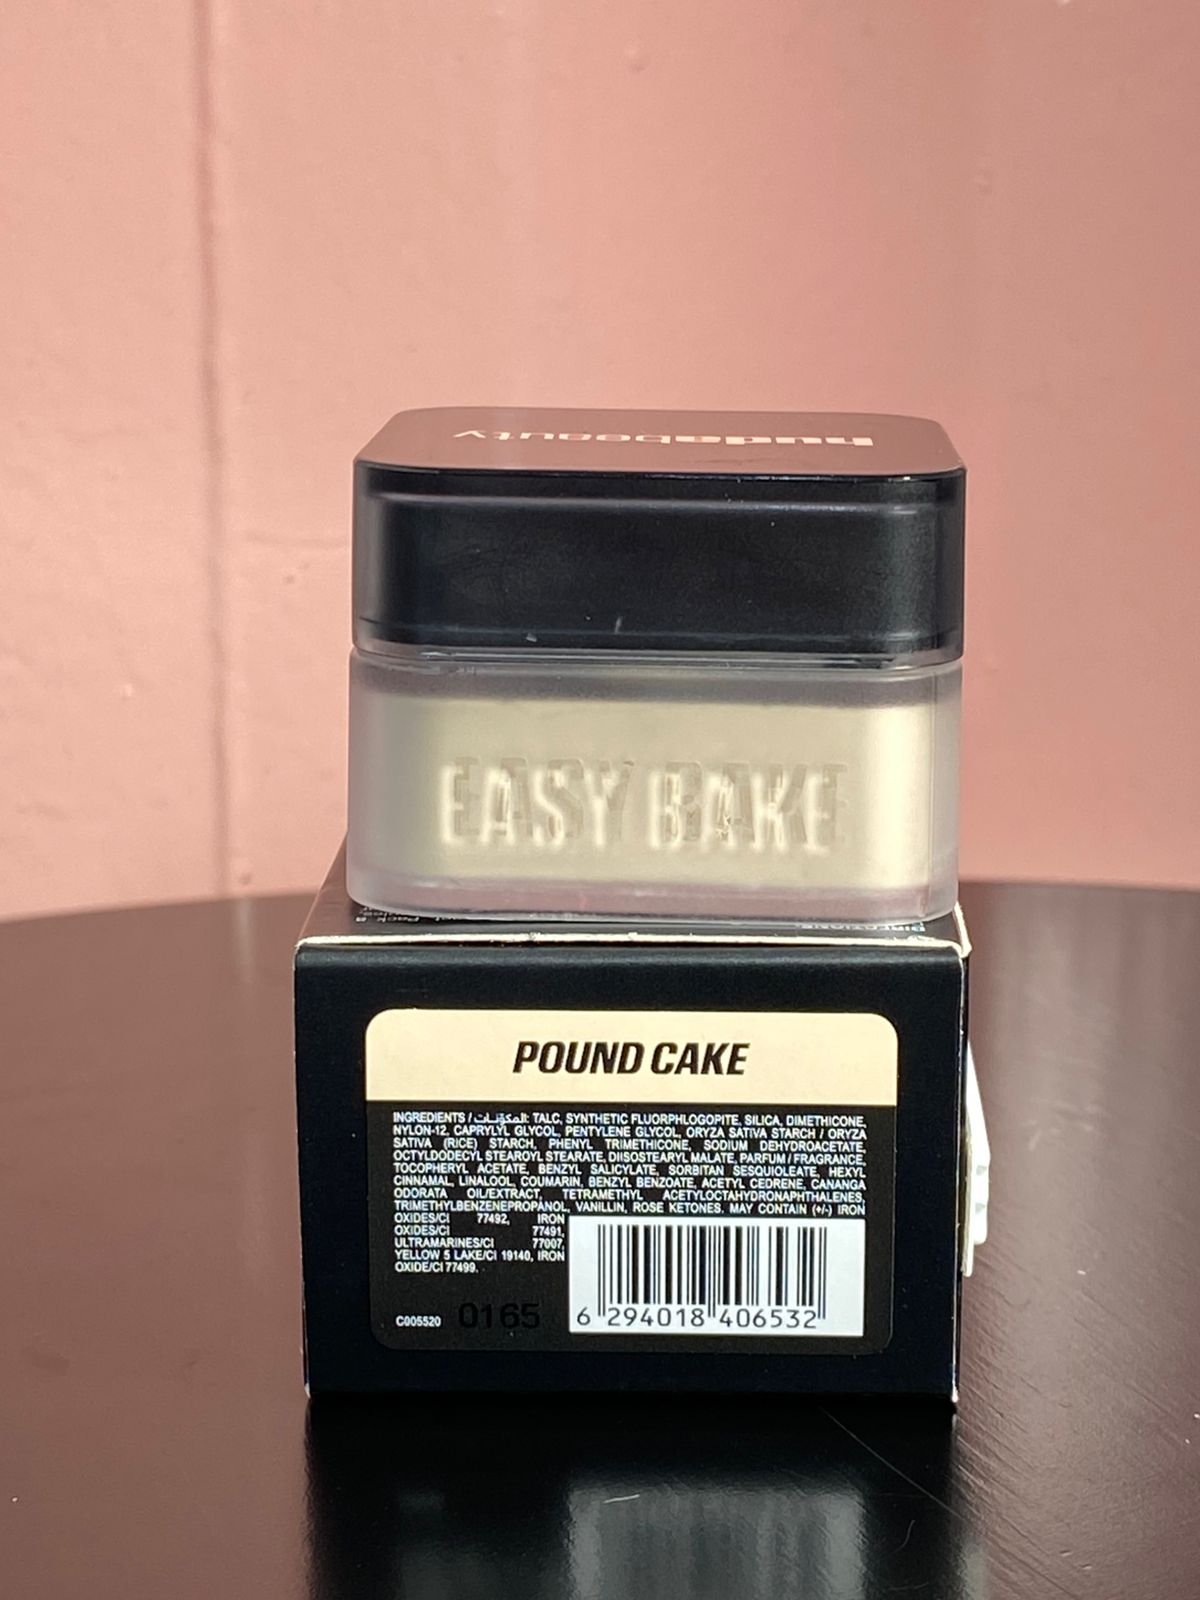 hudabeauty
EASY BAKE
DIRECTIONS:
POUND CAKE
INGREDIENTS / المكوّنات: TALC, SYNTHETIC FLUORPHLOGOPITE, SILICA, DIMETHICONE,
NYLON-12, CAPRYLYL GLYCOL, PENTYLENE GLYCOL, ORYZA SATIVA STARCH / ORYZA
SATIVA (RICE) STARCH, PHENYL TRIMETHICONE, SODIUM DEHYDROACETATE,
OCTYLDODECYL STEAROYL STEARATE, DIISOSTEARYL MALATE, PARFUM / FRAGRANCE,
TOCOPHERYL ACETATE, BENZYL SALICYLATE, SORBITAN SESQUIOLEATE, HEXYL
CINNAMAL, LINALOOL, COUMARIN, BENZYL BENZOATE, ACETYL CEDRENE, CANANGA
ODORATA OIL/EXTRACT, TETRAMETHYL ACETYLOCTAHYDRONAPHTHALENES,
TRIMETHYLBENZENEPROPANOL, VANILLIN, ROSE KETONES. MAY CONTAIN (+/-) IRON
OXIDES/CI 77492, IRON
OXIDES/CI 77491,
ULTRAMARINES/CI 77007,
YELLOW 5 LAKE/CI 19140, IRON
OXIDE/CI 77499.
C005520 0165
6 294018 406532